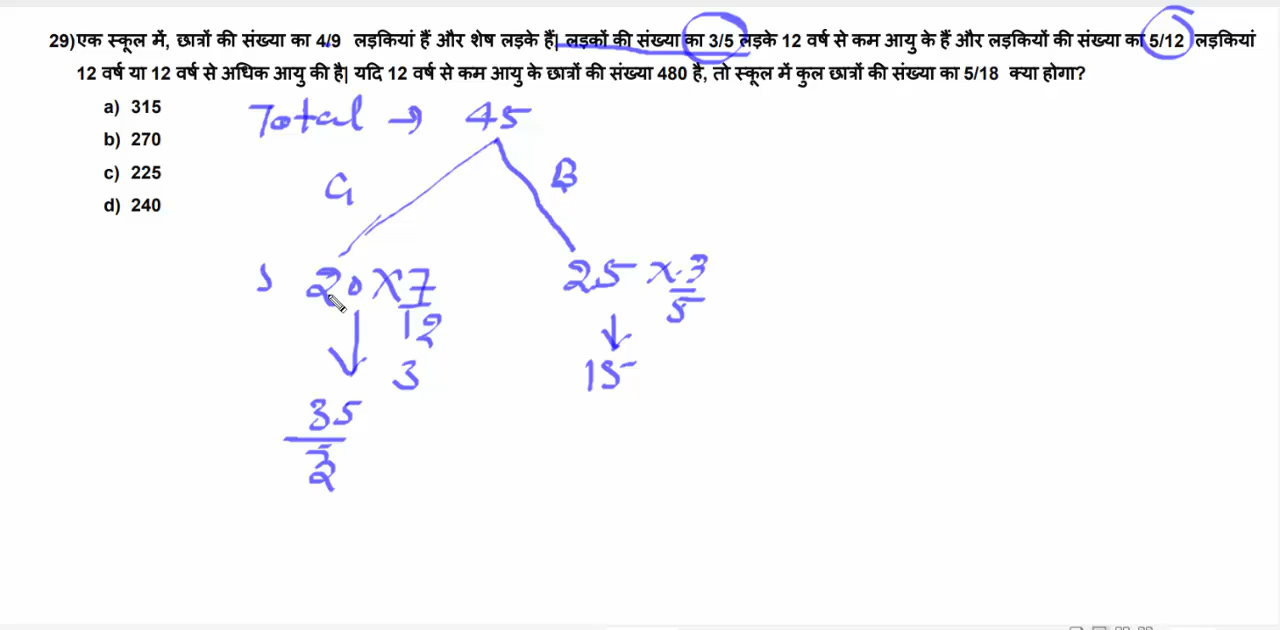 29)एक स्कूल में, छात्रों की संख्या का 4/9 लड़कियां हैं और शेष लड़के हैं| लड़कों की संख्या का 3/5 लड़के 12 वर्ष से कम आयु के हैं और लड़कियों की संख्या का 5/12 लड़कियां
12 वर्ष या 12 वर्ष से अधिक आयु की है| यदि 12 वर्ष से कम आयु के छात्रों की संख्या 480 है, तो स्कूल में कुल छात्रों की संख्या का 5/18 क्या होगा?
a) 315
b) 270
c) 225
d) 240
Total → 45
G B
20 x 7/12 25 x 3/5
3 15
35/3